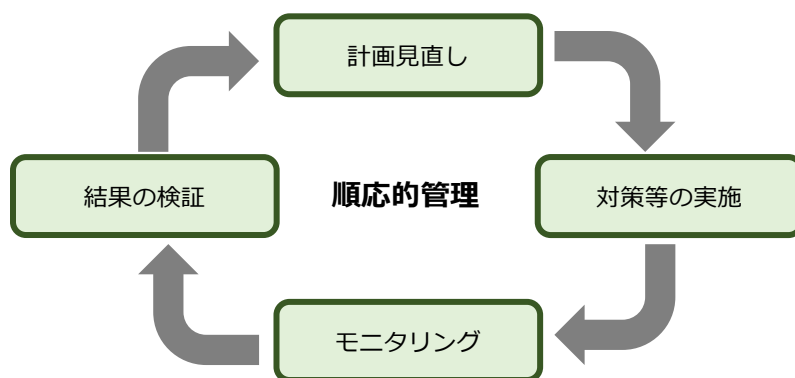 計画見直し
結果の検証
順応的管理
対策等の実施
モニタリング